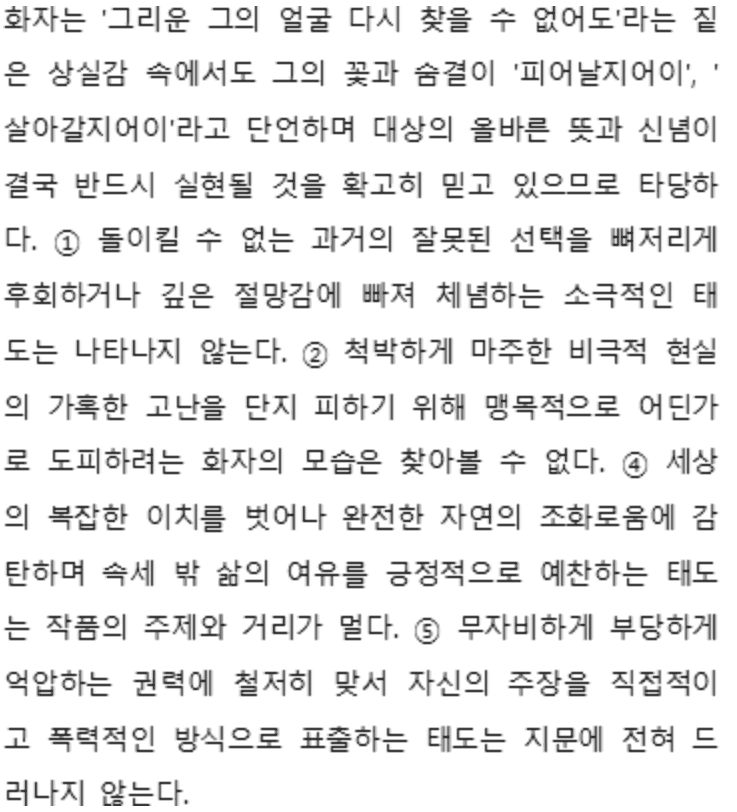 화자는 '그리운 그의 얼굴 다시 찾을 수 없어도'라는 짙
은 상실감 속에서도 그의 꽃과 숨결이 '피어날지어이', '
살아갈지어이'라고 단언하며 대상의 올바른 뜻과 신념이
결국 반드시 실현될 것을 확고히 믿고 있으므로 타당하
다. ① 돌이킬 수 없는 과거의 잘못된 선택을 뼈저리게
후회하거나 깊은 절망감에 빠져 체념하는 소극적인 태
도는 나타나지 않는다. ② 척박하게 마주한 비극적 현실
의 가혹한 고난을 단지 피하기 위해 맹목적으로 어딘가
로 도피하려는 화자의 모습은 찾아볼 수 없다. ④ 세상
의 복잡한 이치를 벗어나 완전한 자연의 조화로움에 감
탄하며 속세 밖 삶의 여유를 긍정적으로 예찬하는 태도
는 작품의 주제와 거리가 멀다. ⑤ 무자비하게 부당하게
억압하는 권력에 철저히 맞서 자신의 주장을 직접적이
고 폭력적인 방식으로 표출하는 태도는 지문에 전혀 드
러나지 않는다.